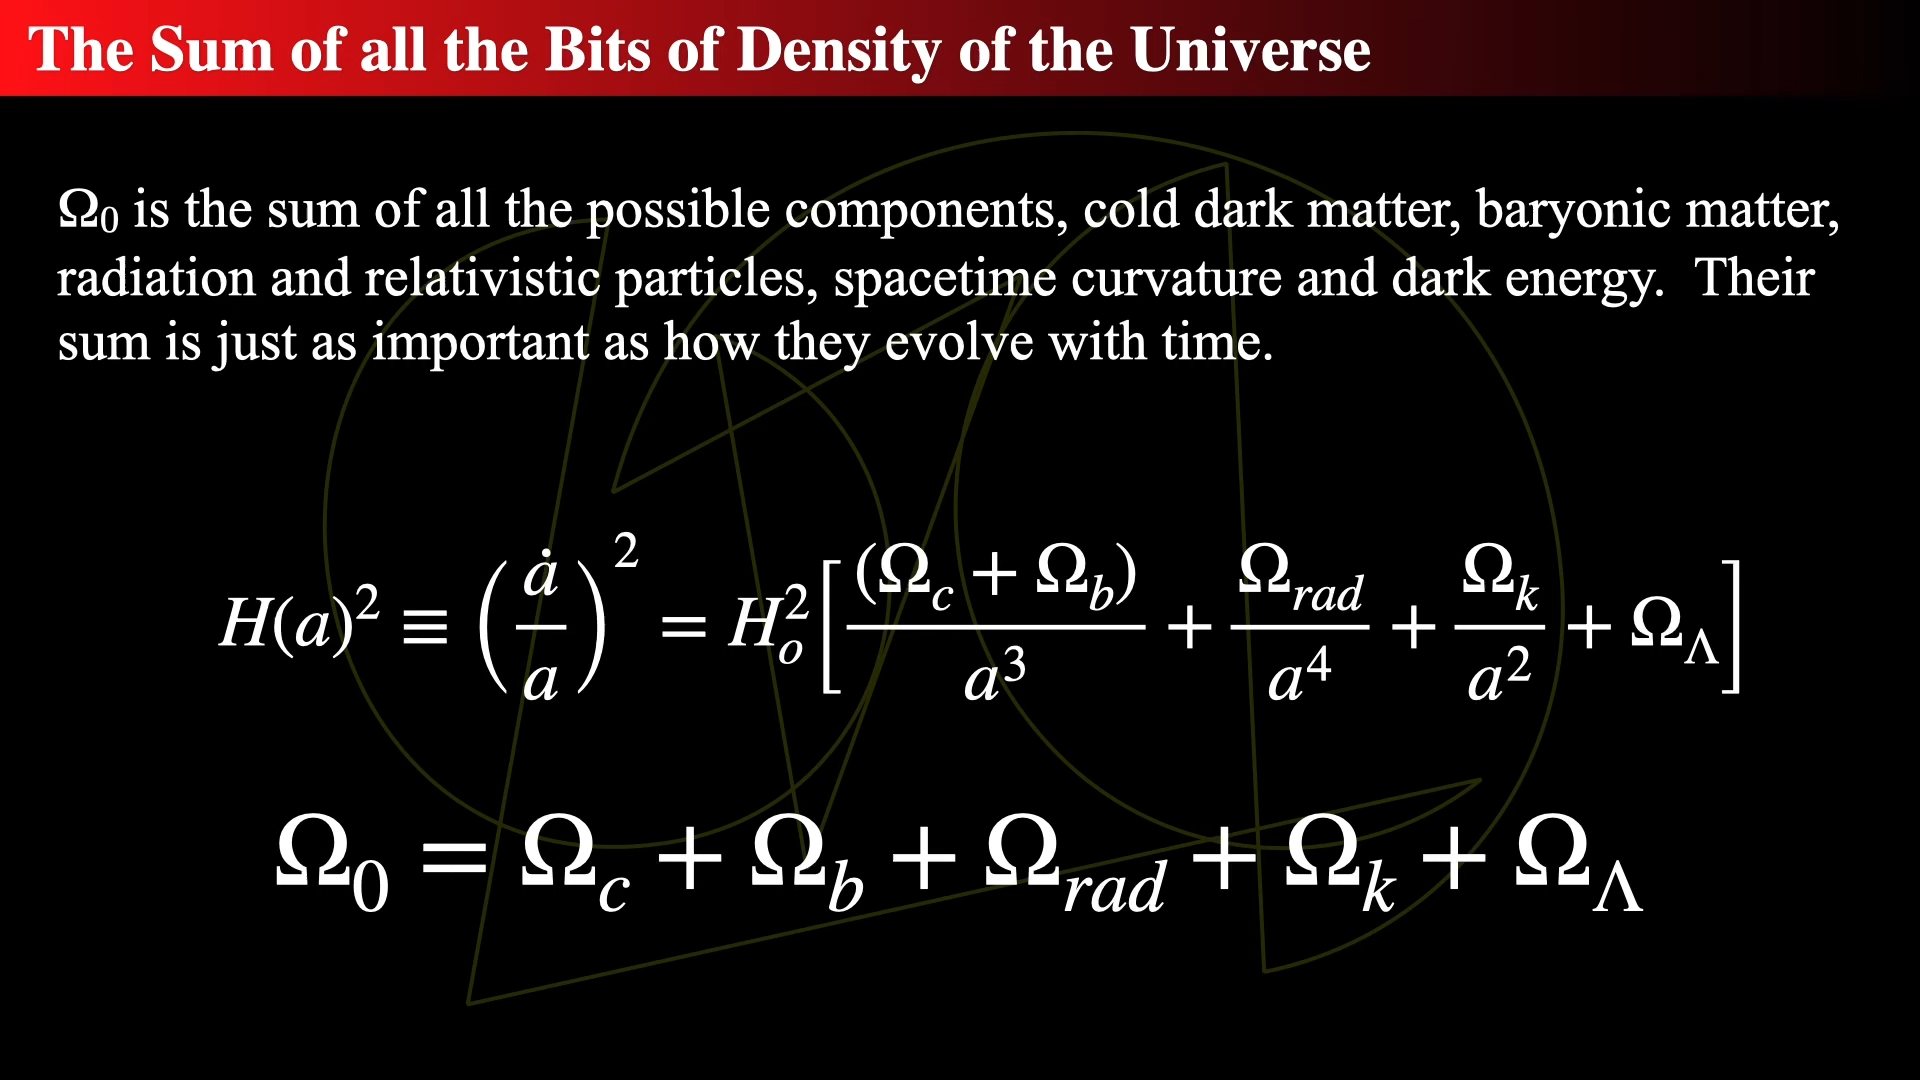 The Sum of all the Bits of Density of the Universe
Ω₀ is the sum of all the possible components, cold dark matter, baryonic matter,
radiation and relativistic particles, spacetime curvature and dark energy.  Their
sum is just as important as how they evolve with time.
H(a)² ≡ (ȧ/a)² = H_o²[(Ω_c + Ω_b)/a³ + Ω_rad/a⁴ + Ω_k/a² + Ω_Λ]
Ω₀ = Ω_c + Ω_b + Ω_rad + Ω_k + Ω_Λ